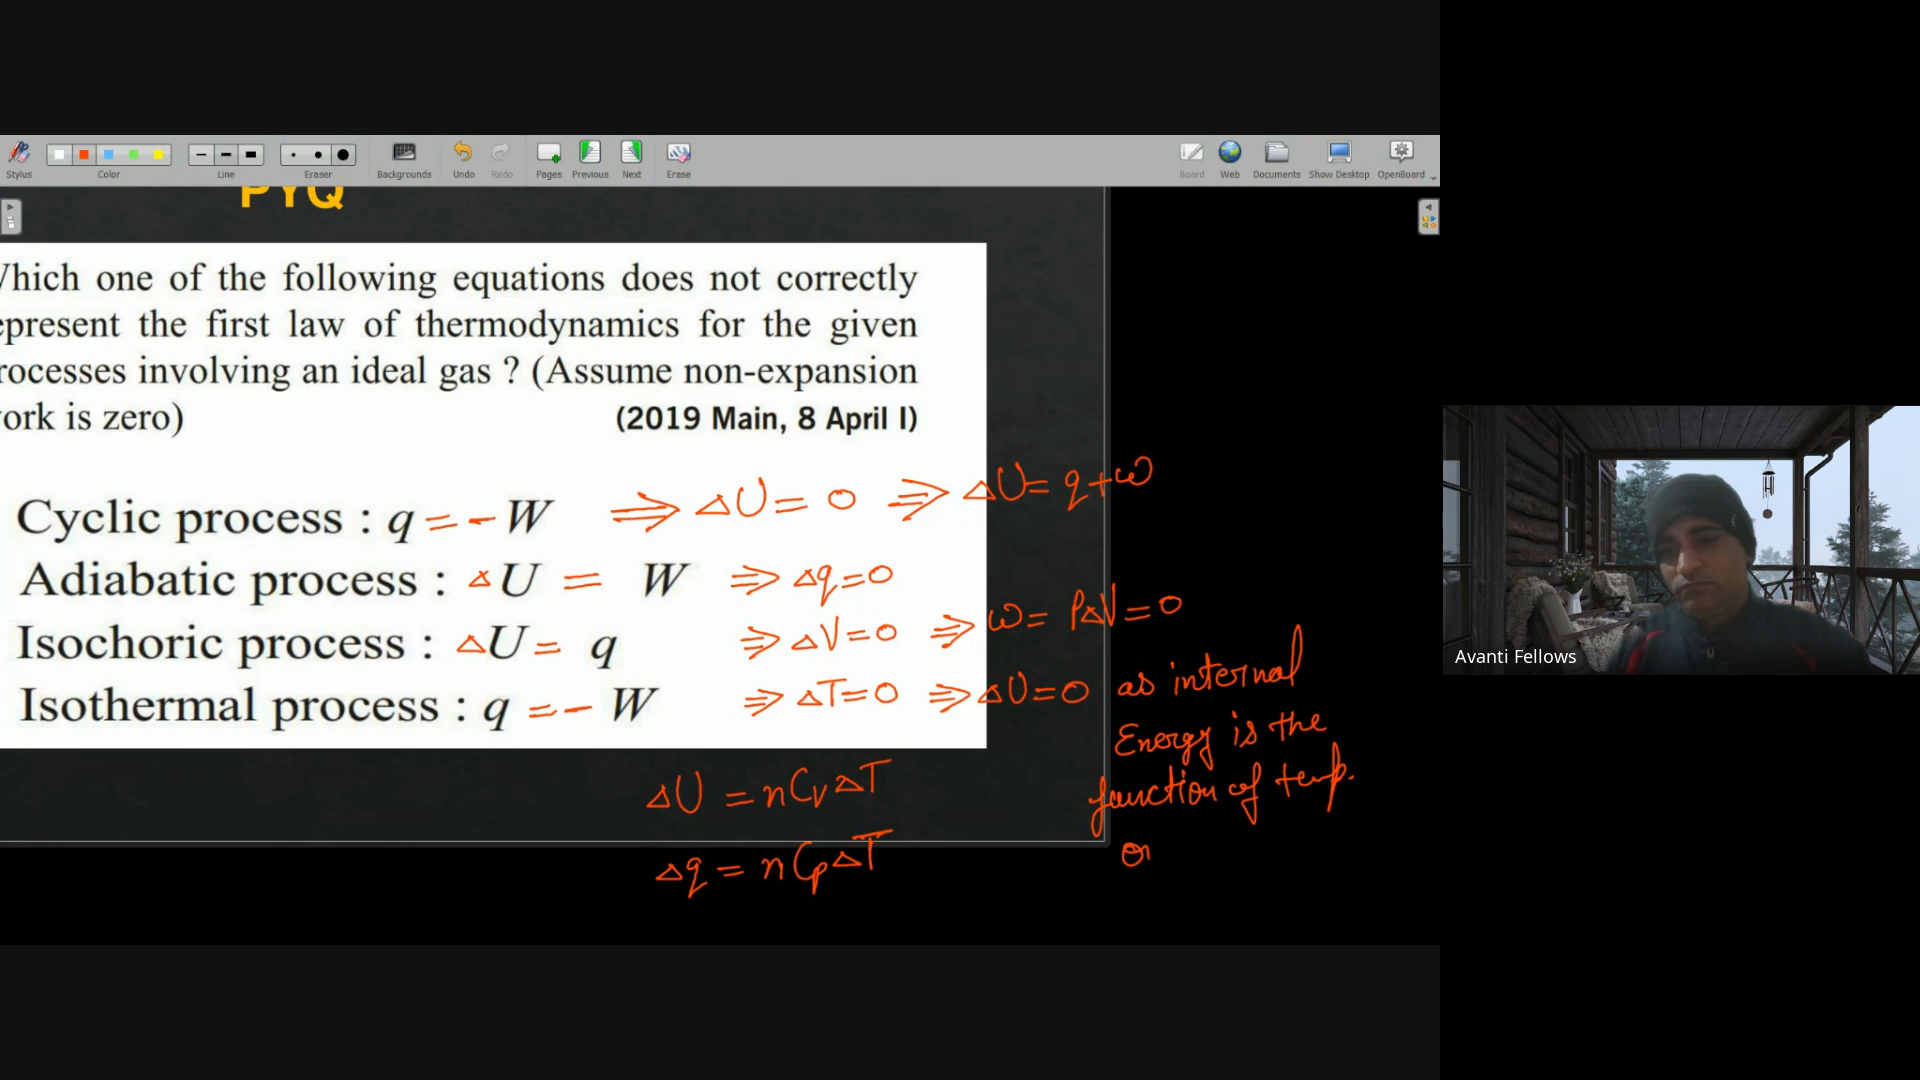 Stylus
Color
Line
Eraser
Backgrounds
Undo
Redo
Pages
Previous
Next
Erase
Board
Web
Documents
Show Desktop
OpenBoard
PYQ
Which one of the following equations does not correctly
epresent the first law of thermodynamics for the given
rocesses involving an ideal gas ? (Assume non-expansion
ork is zero)
(2019 Main, 8 April I)
Cyclic process : q = - W ⇒ ΔU = 0 ⇒ ΔU = q+w
Adiabatic process : ΔU = W ⇒ Δq=0
Isochoric process : ΔU = q ⇒ ΔV=0 ⇒ w = PΔV=0
Isothermal process : q = - W ⇒ ΔT=0 ⇒ ΔU=0 as internal
Energy is the
function of temp.
or
ΔU = nCvΔT
Δq = nCpΔT
Avanti Fellows